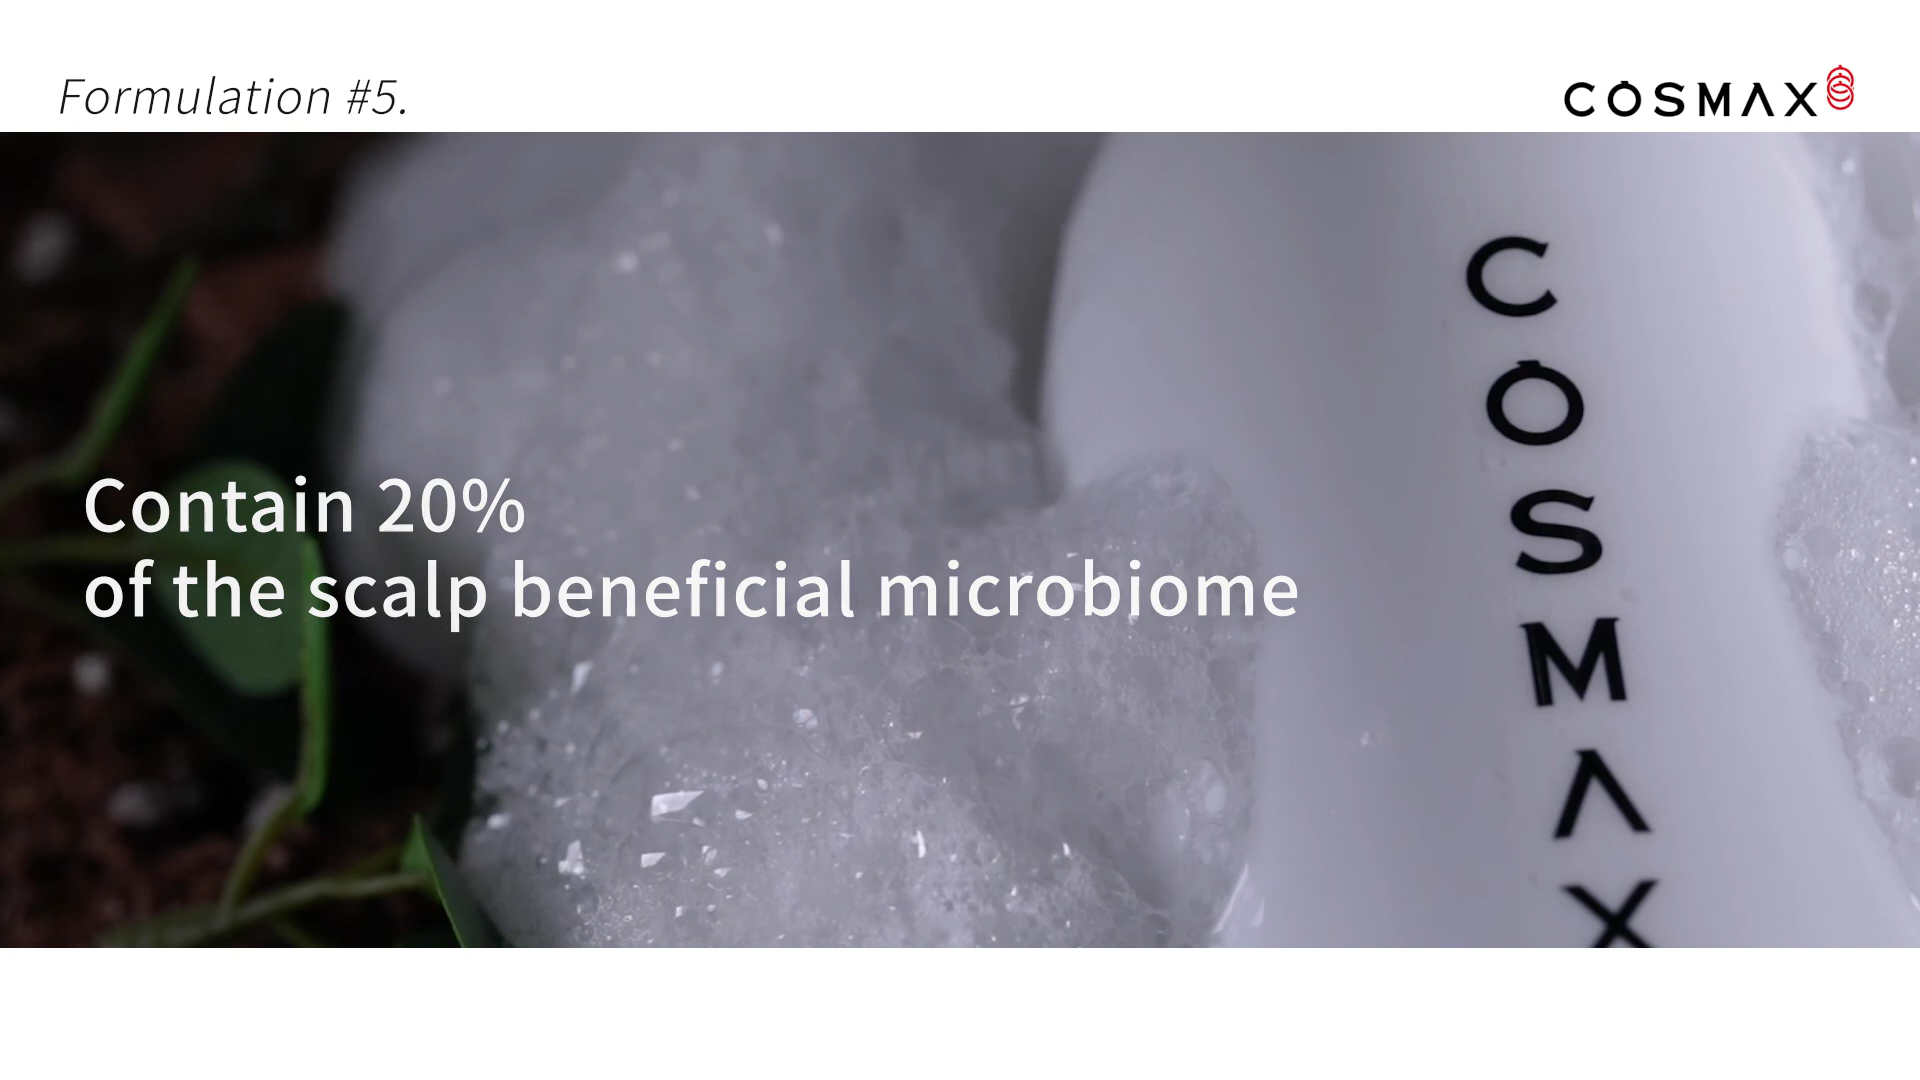 Formulation #5.
COSMAX
Contain 20%
of the scalp beneficial microbiome
COSMAX